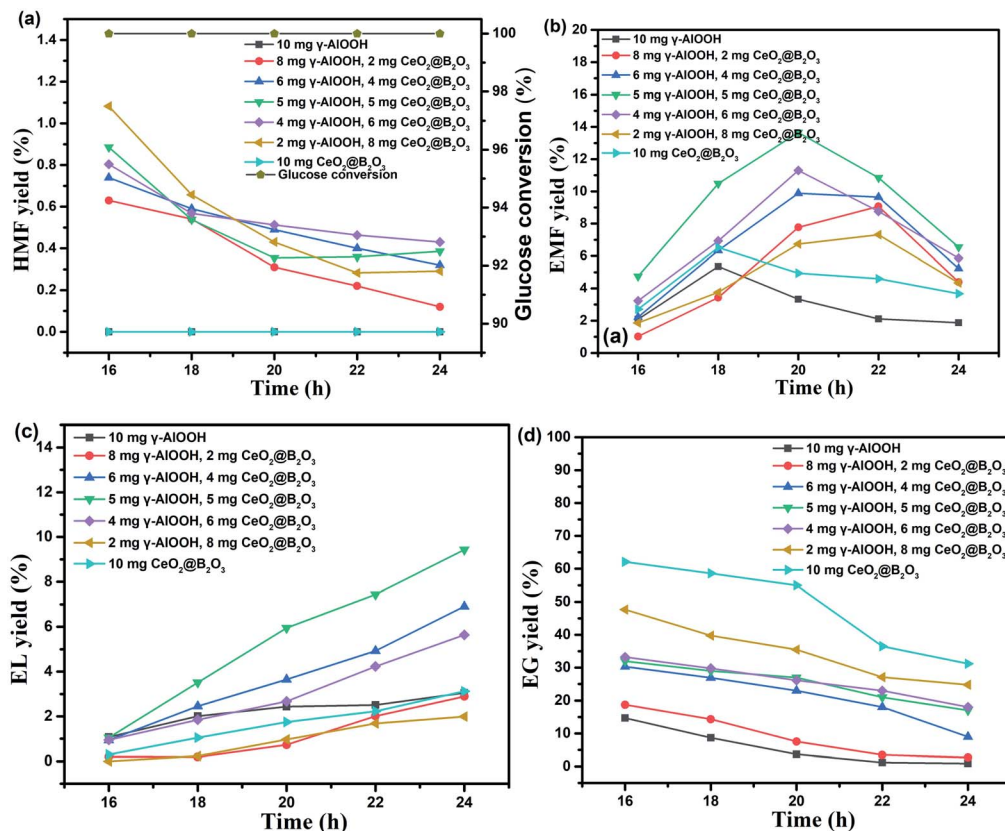 (a)
1.4
1.2
1.0
0.8
0.6
0.4
0.2
0.0
HMF yield (%)
10 mg γ-AlOOH
8 mg γ-AlOOH, 2 mg CeO₂@B₂O₃
6 mg γ-AlOOH, 4 mg CeO₂@B₂O₃
5 mg γ-AlOOH, 5 mg CeO₂@B₂O₃
4 mg γ-AlOOH, 6 mg CeO₂@B₂O₃
2 mg γ-AlOOH, 8 mg CeO₂@B₂O₃
10 mg CeO₂@B₂O₃
Glucose conversion
100
98
96
94
92
90
Glucose conversion (%)
16 18 20 22 24
Time (h)
(b)
20
18
16
14
12
10
8
6
4
2
0
EMF yield (%)
10 mg γ-AlOOH
8 mg γ-AlOOH, 2 mg CeO₂@B₂O₃
6 mg γ-AlOOH, 4 mg CeO₂@B₂O₃
5 mg γ-AlOOH, 5 mg CeO₂@B₂O₃
4 mg γ-AlOOH, 6 mg CeO₂@B₂O₃
2 mg γ-AlOOH, 8 mg CeO₂@B₂O₃
10 mg CeO₂@B₂O₃
(a)
16 18 20 22 24
Time (h)
(c)
14
12
10
8
6
4
2
0
EL yield (%)
10 mg γ-AlOOH
8 mg γ-AlOOH, 2 mg CeO₂@B₂O₃
6 mg γ-AlOOH, 4 mg CeO₂@B₂O₃
5 mg γ-AlOOH, 5 mg CeO₂@B₂O₃
4 mg γ-AlOOH, 6 mg CeO₂@B₂O₃
2 mg γ-AlOOH, 8 mg CeO₂@B₂O₃
10 mg CeO₂@B₂O₃
16 18 20 22 24
Time (h)
(d)
100
90
80
70
60
50
40
30
20
10
0
EG yield (%)
10 mg γ-AlOOH
8 mg γ-AlOOH, 2 mg CeO₂@B₂O₃
6 mg γ-AlOOH, 4 mg CeO₂@B₂O₃
5 mg γ-AlOOH, 5 mg CeO₂@B₂O₃
4 mg γ-AlOOH, 6 mg CeO₂@B₂O₃
2 mg γ-AlOOH, 8 mg CeO₂@B₂O₃
10 mg CeO₂@B₂O₃
16 18 20 22 24
Time (h)